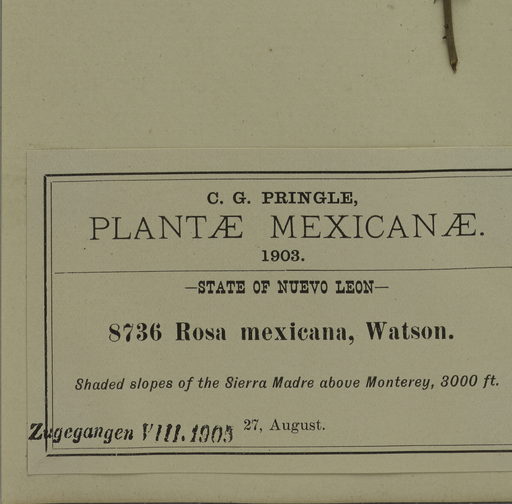 C. G. PRINGLE,
PLANTÆ MEXICANÆ.
1903.
—STATE OF NUEVO LEON—
8736 Rosa mexicana, Watson.
Shaded slopes of the Sierra Madre above Monterey, 3000 ft.
Zugegangen VIII. 1905 27, August.